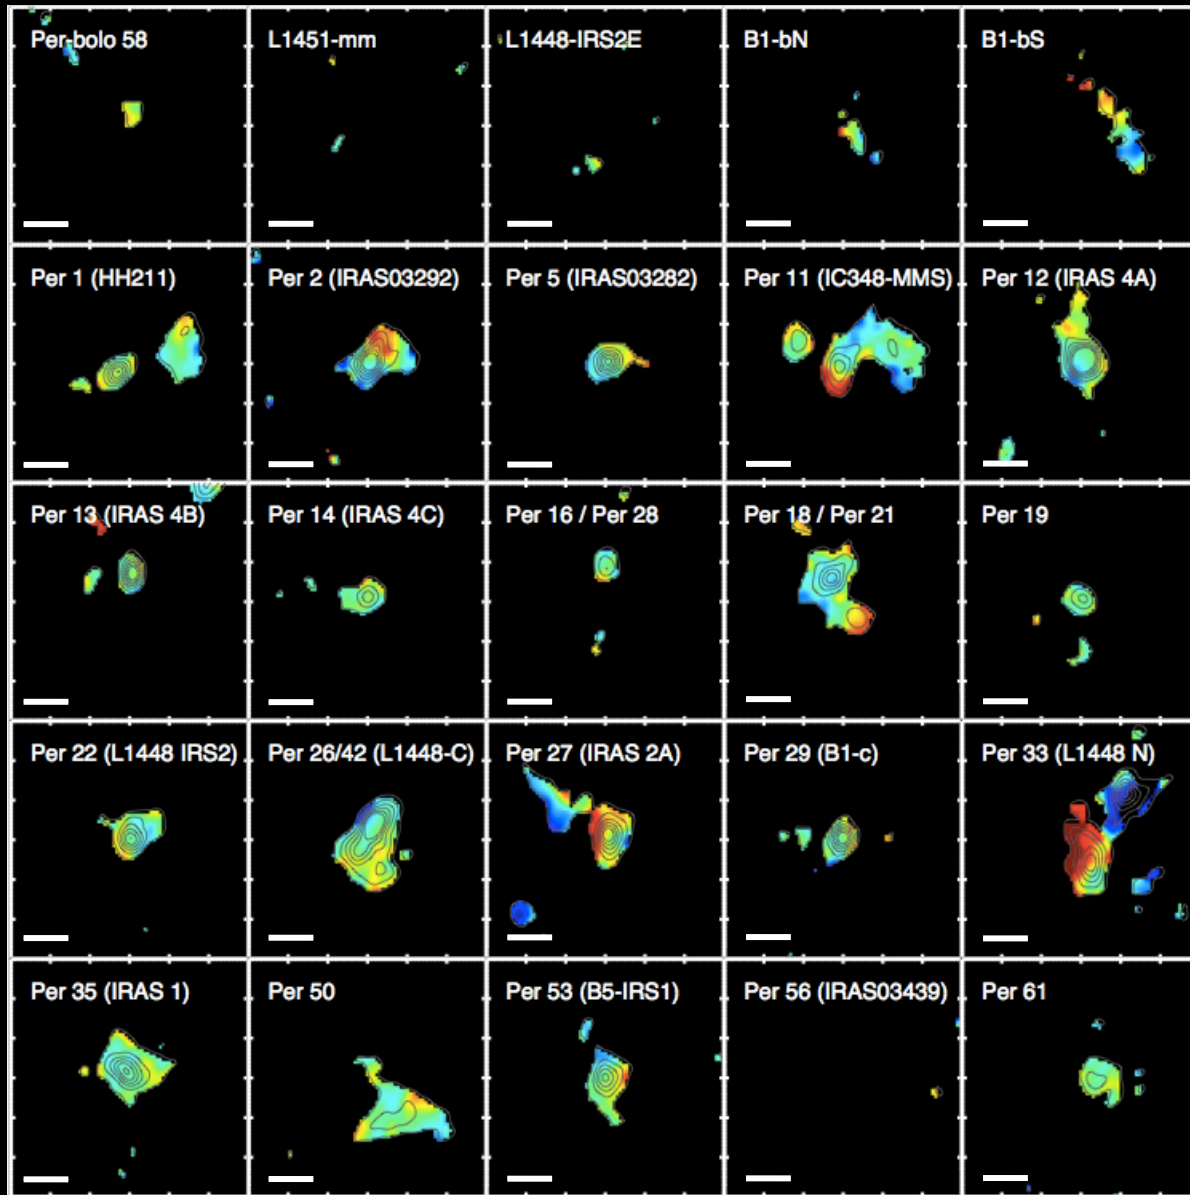 Per-bolo 58
L1451-mm
L1448-IRS2E
B1-bN
B1-bS
Per 1 (HH211)
Per 2 (IRAS03292)
Per 5 (IRAS03282)
Per 11 (IC348-MMS)
Per 12 (IRAS 4A)
Per 13 (IRAS 4B)
Per 14 (IRAS 4C)
Per 16 / Per 28
Per 18 / Per 21
Per 19
Per 22 (L1448 IRS2)
Per 26/42 (L1448-C)
Per 27 (IRAS 2A)
Per 29 (B1-c)
Per 33 (L1448 N)
Per 35 (IRAS 1)
Per 50
Per 53 (B5-IRS1)
Per 56 (IRAS03439)
Per 61